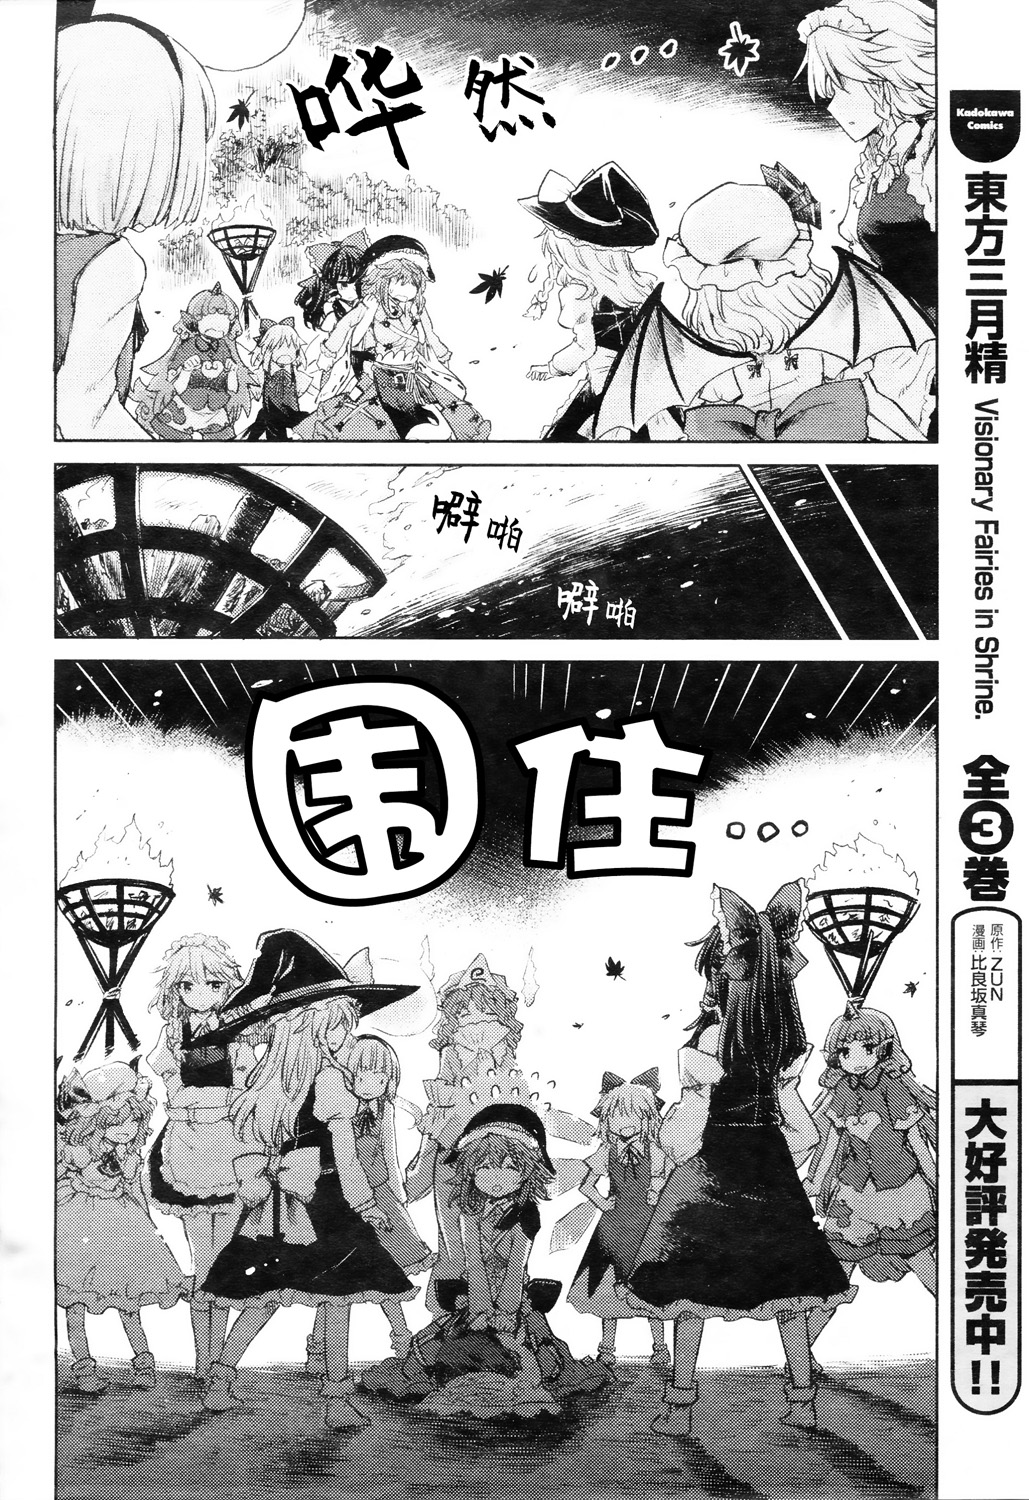 哗然...
噼啪
噼啪
围住...
Kadokawa
Comics
東方三月精 Visionary Fairies in Shrine. 全3巻
原作:ZUN
漫画:比良坂真琴
大好評発売中!!